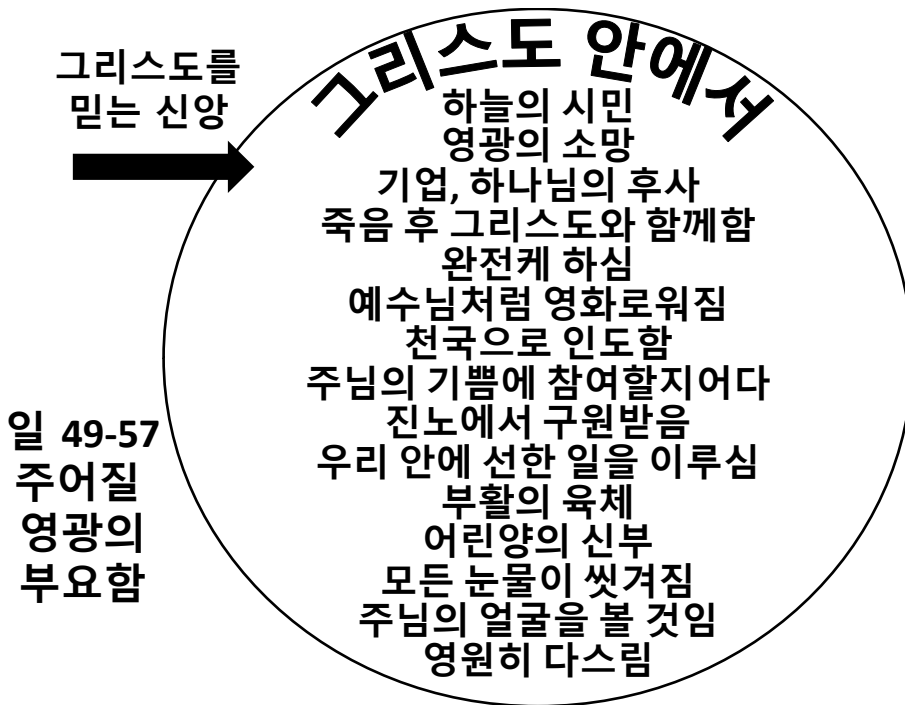 그리스도를
믿는 신앙
그리스도 안에서
하늘의 시민
영광의 소망
기업, 하나님의 후사
죽음 후 그리스도와 함께함
완전케 하심
예수님처럼 영화로워짐
천국으로 인도함
주님의 기쁨에 참여할지어다
진노에서 구원받음
우리 안에 선한 일을 이루심
부활의 육체
어린양의 신부
모든 눈물이 씻겨짐
주님의 얼굴을 볼 것임
영원히 다스림
일 49-57
주어질
영광의
부요함